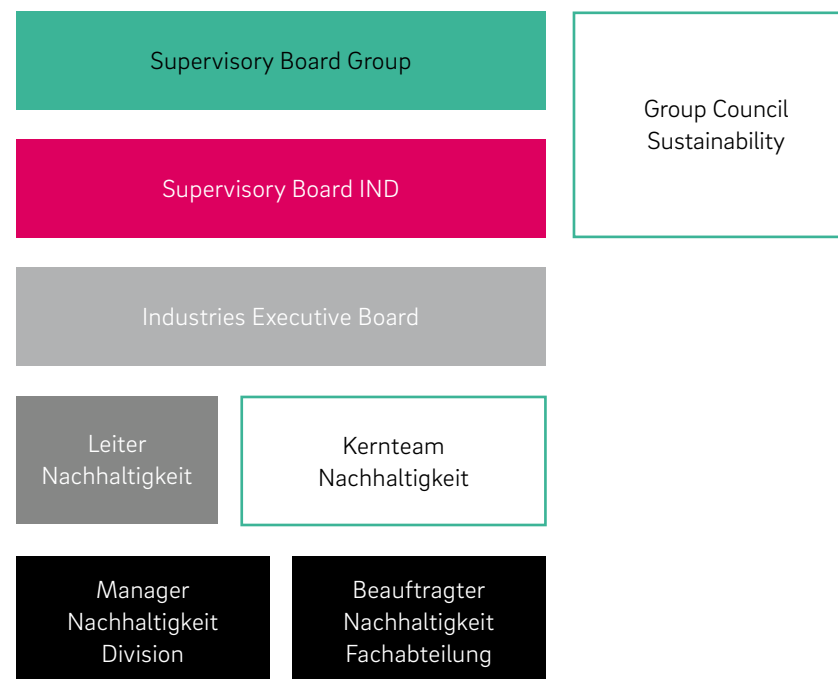 Supervisory Board Group
Group Council
Sustainability
Supervisory Board IND
Industries Executive Board
Leiter
Nachhaltigkeit
Kernteam
Nachhaltigkeit
Manager
Nachhaltigkeit
Division
Beauftragter
Nachhaltigkeit
Fachabteilung